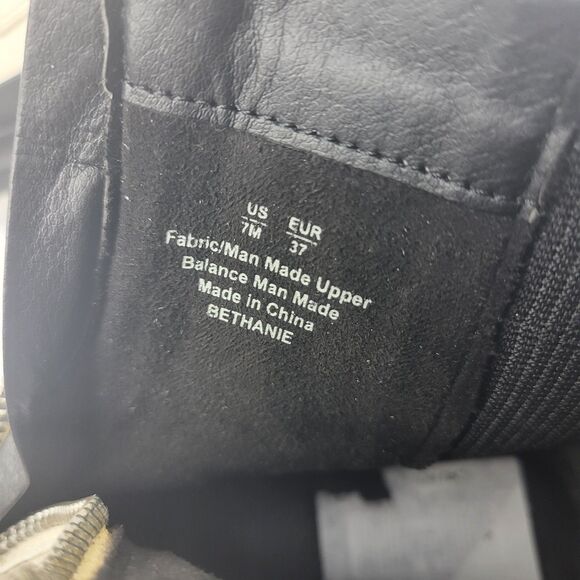 US EUR
7M 37
Fabric/Man Made Upper
Balance Man Made
Made in China
BETHANIE